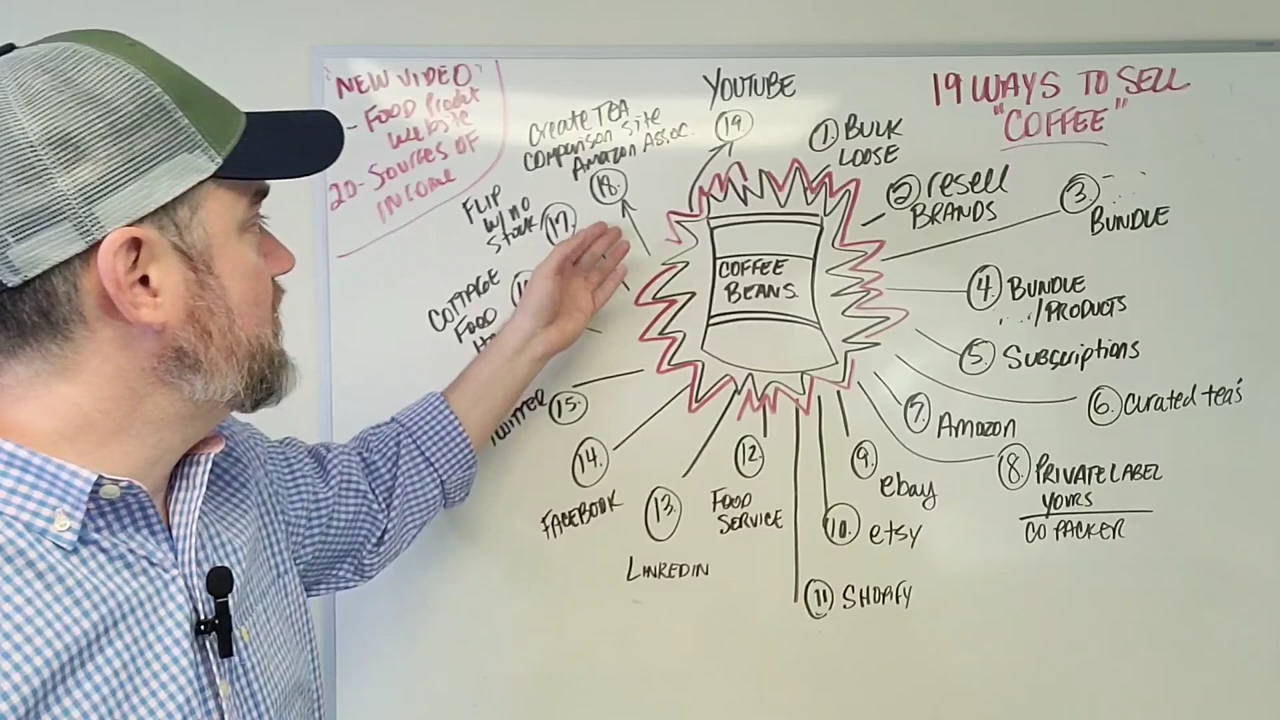 "NEW VIDEO"
- FOOD Product
website
20- SOURCES OF
INCOME
19 WAYS TO SELL
"COFFEE"
COFFEE
BEANS
1. BULK
LOOSE
2 resell
BRANDS
3.
BUNDLE
4. BUNDLE
/PRODUCTS
5. Subscriptions
6. curated tea's
7.
Amazon
8. PRIVATE LABEL
YOURS
CO PACKER
9.
ebay
10. etsy
11 SHOPIFY
12.
FOOD
SERVICE
13.
LINKEDIN
14.
FACEBOOK
TWITTER 15.
COTTAGE
FOOD
FLIP
w/no
Stock 17.
Create TEA
Comparison site
Amazon Assoc.
18.
YOUTUBE
19.